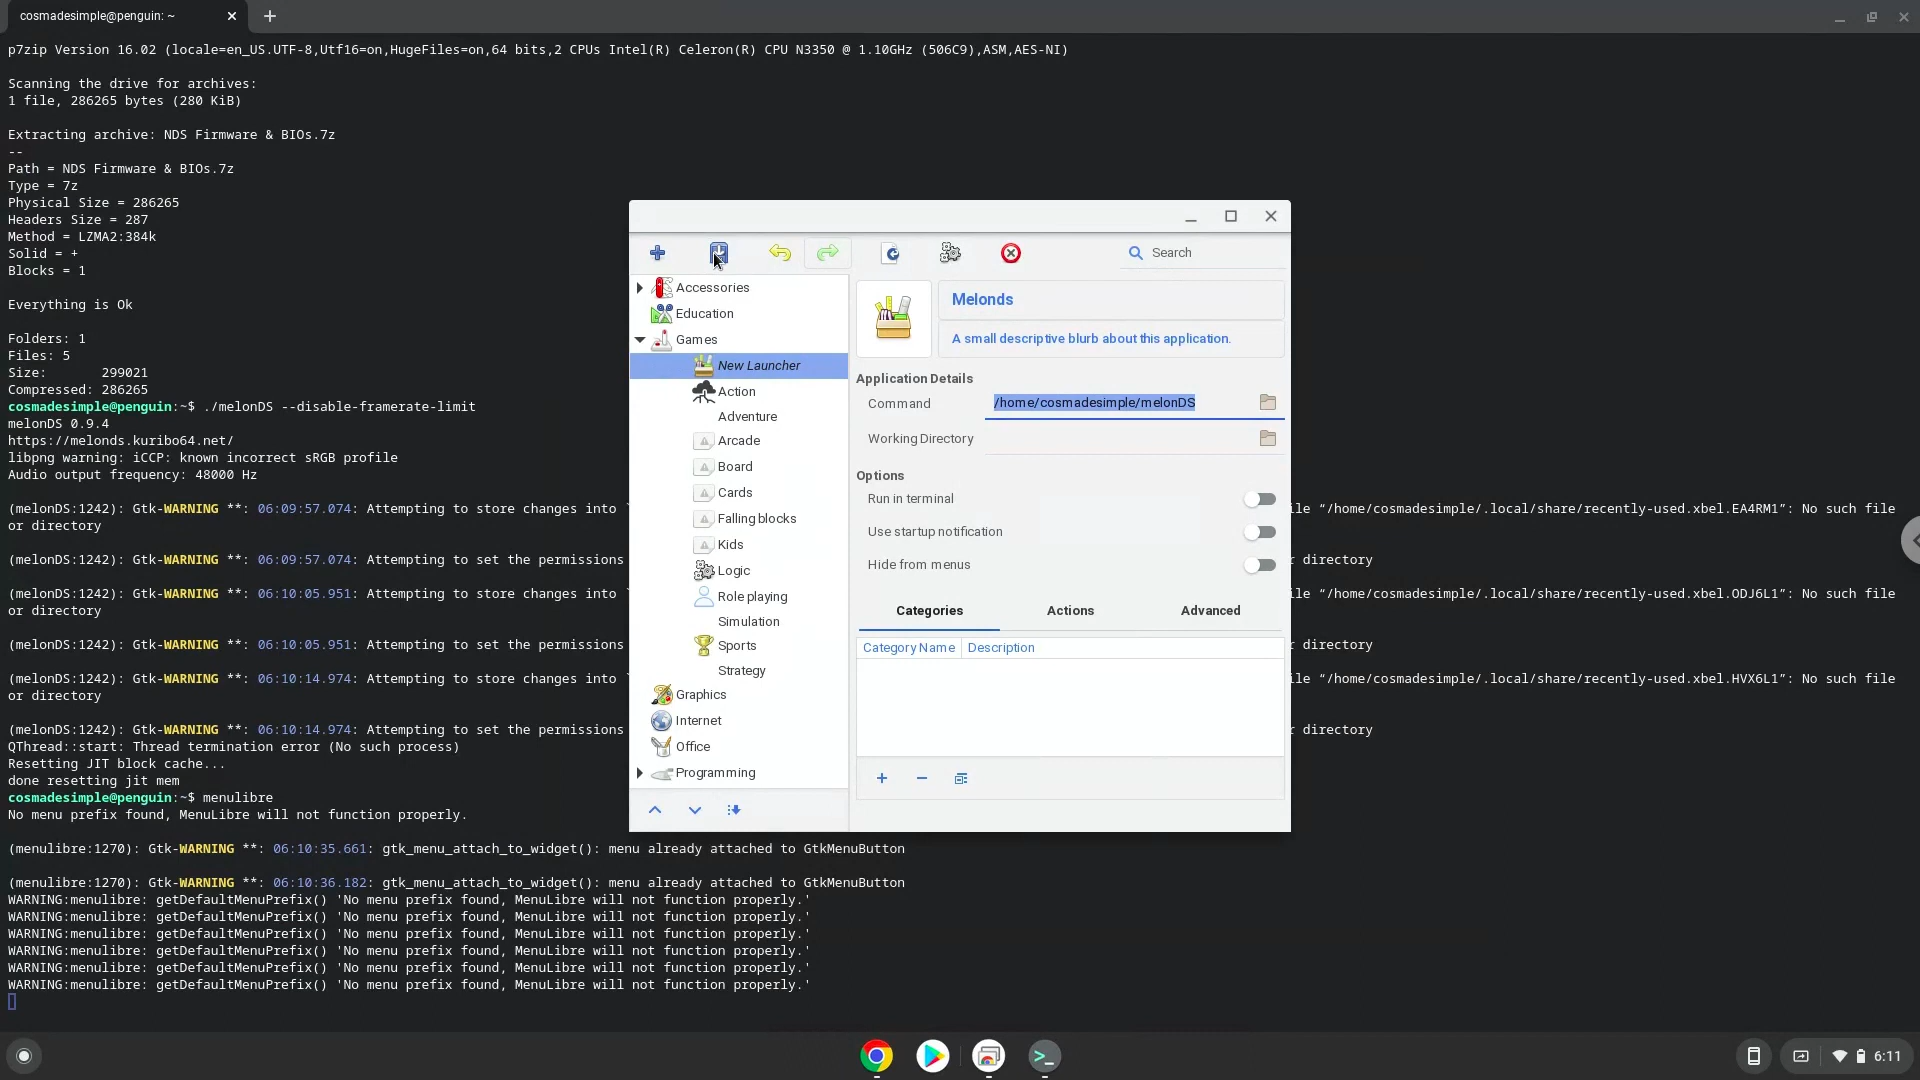 cosmadesimple@penguin: ~
p7zip Version 16.02 (locale=en_US.UTF-8,Utf16=on,HugeFiles=on,64 bits,2 CPUs Intel(R) Celeron(R) CPU N3350 @ 1.10GHz (506C9),ASM,AES-NI)
Scanning the drive for archives:
1 file, 286265 bytes (280 KiB)
Extracting archive: NDS Firmware & BIOs.7z
--
Path = NDS Firmware & BIOs.7z
Type = 7z
Physical Size = 286265
Headers Size = 287
Method = LZMA2:384k
Solid = +
Blocks = 1
Everything is Ok
Folders: 1
Files: 5
Size:       299021
Compressed: 286265
cosmadesimple@penguin:~$ ./melonDS --disable-framerate-limit
melonDS 0.9.4
https://melonds.kuribo64.net/
libpng warning: iCCP: known incorrect sRGB profile
Audio output frequency: 48000 Hz
(melonDS:1242): Gtk-WARNING **: 06:09:57.074: Attempting to store changes into `
ile “/home/cosmadesimple/.local/share/recently-used.xbel.EA4RM1”: No such file
or directory
(melonDS:1242): Gtk-WARNING **: 06:09:57.074: Attempting to set the permissions
r directory
(melonDS:1242): Gtk-WARNING **: 06:10:05.951: Attempting to store changes into `
ile “/home/cosmadesimple/.local/share/recently-used.xbel.ODJ6L1”: No such file
or directory
(melonDS:1242): Gtk-WARNING **: 06:10:05.951: Attempting to set the permissions
r directory
(melonDS:1242): Gtk-WARNING **: 06:10:14.974: Attempting to store changes into `
ile “/home/cosmadesimple/.local/share/recently-used.xbel.HVX6L1”: No such file
or directory
(melonDS:1242): Gtk-WARNING **: 06:10:14.974: Attempting to set the permissions
r directory
QThread::start: Thread termination error (No such process)
Resetting JIT block cache...
done resetting jit mem
cosmadesimple@penguin:~$ menulibre
No menu prefix found, MenuLibre will not function properly.
(menulibre:1270): Gtk-WARNING **: 06:10:35.661: gtk_menu_attach_to_widget(): menu already attached to GtkMenuButton
(menulibre:1270): Gtk-WARNING **: 06:10:36.182: gtk_menu_attach_to_widget(): menu already attached to GtkMenuButton
WARNING:menulibre: getDefaultMenuPrefix() 'No menu prefix found, MenuLibre will not function properly.'
WARNING:menulibre: getDefaultMenuPrefix() 'No menu prefix found, MenuLibre will not function properly.'
WARNING:menulibre: getDefaultMenuPrefix() 'No menu prefix found, MenuLibre will not function properly.'
WARNING:menulibre: getDefaultMenuPrefix() 'No menu prefix found, MenuLibre will not function properly.'
WARNING:menulibre: getDefaultMenuPrefix() 'No menu prefix found, MenuLibre will not function properly.'
WARNING:menulibre: getDefaultMenuPrefix() 'No menu prefix found, MenuLibre will not function properly.'
Search
Accessories
Education
Games
New Launcher
Action
Adventure
Arcade
Board
Cards
Falling blocks
Kids
Logic
Role playing
Simulation
Sports
Strategy
Graphics
Internet
Office
Programming
Melonds
A small descriptive blurb about this application.
Application Details
Command /home/cosmadesimple/melonDS
Working Directory
Options
Run in terminal
Use startup notification
Hide from menus
Categories Actions Advanced
Category Name Description
6:11